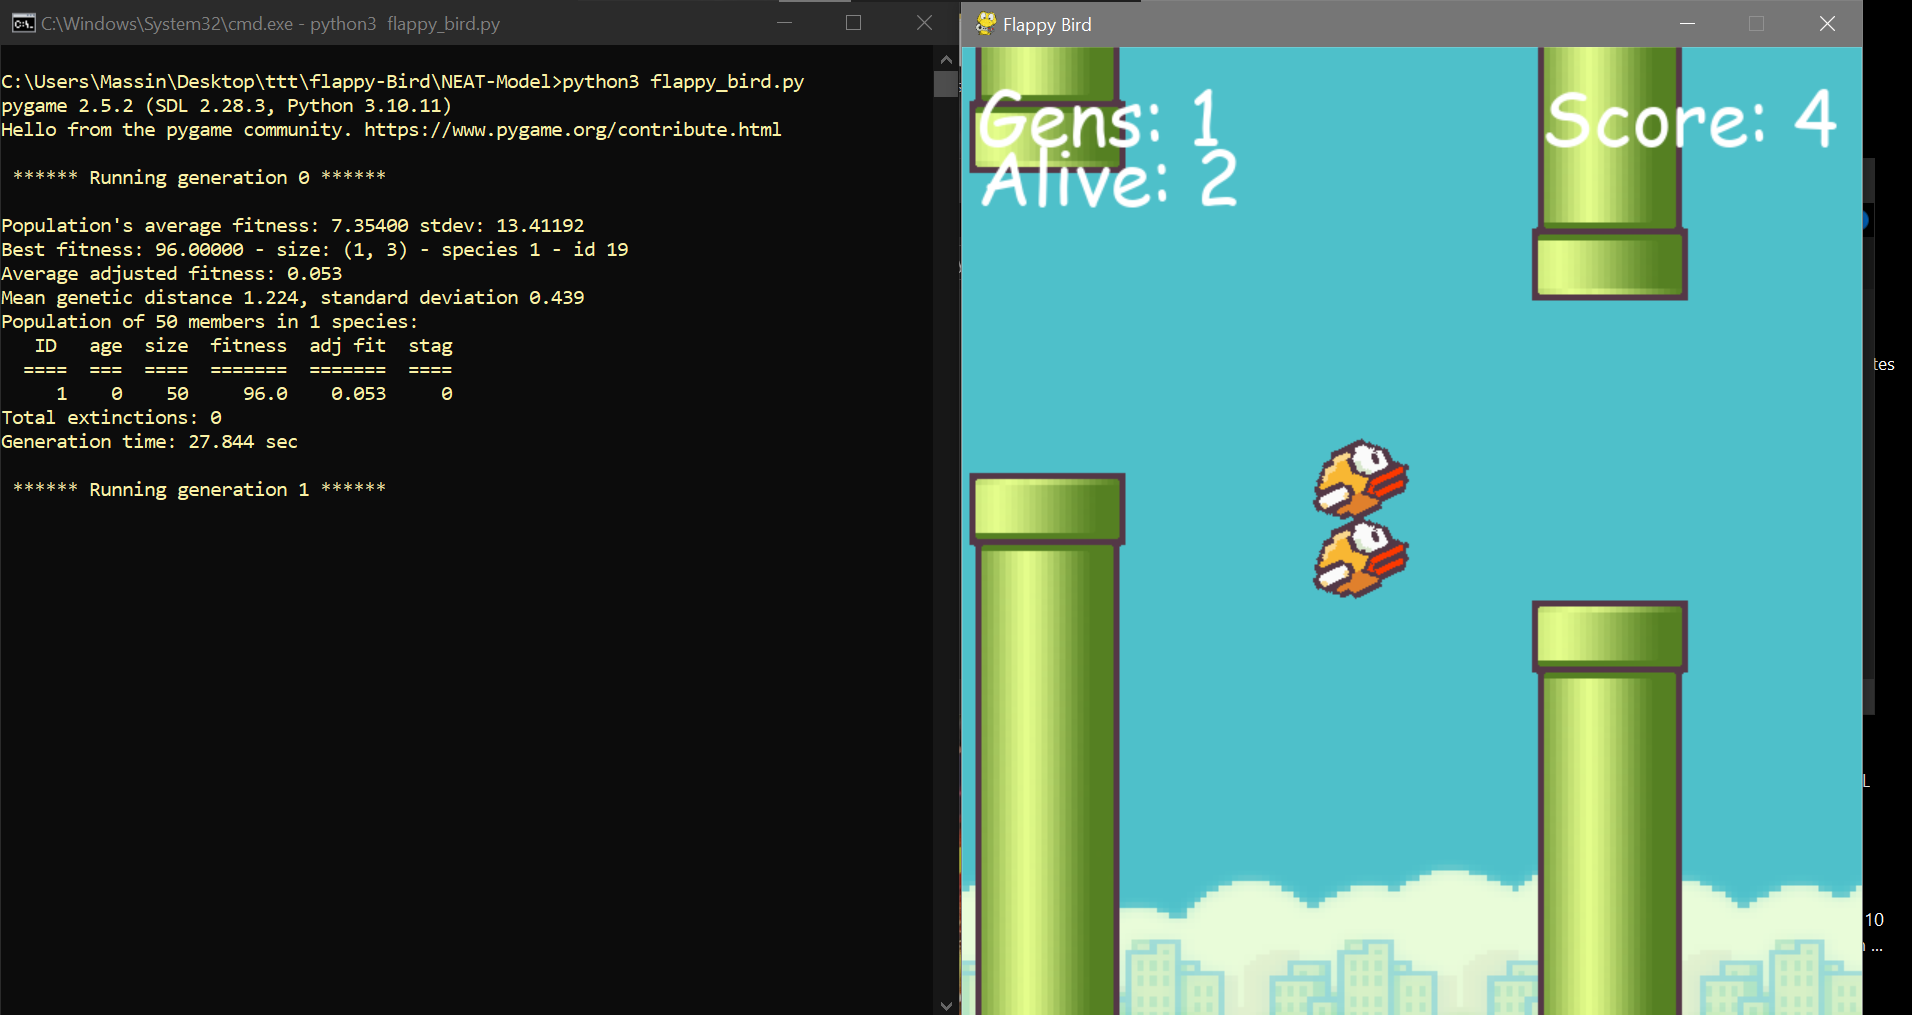 C:\Windows\System32\cmd.exe - python3  flappy_bird.py
C:\Users\Massin\Desktop\ttt\flappy-Bird\NEAT-Model>python3 flappy_bird.py
pygame 2.5.2 (SDL 2.28.3, Python 3.10.11)
Hello from the pygame community. https://www.pygame.org/contribute.html
****** Running generation 0 ******
Population's average fitness: 7.35400 stdev: 13.41192
Best fitness: 96.00000 - size: (1, 3) - species 1 - id 19
Average adjusted fitness: 0.053
Mean genetic distance 1.224, standard deviation 0.439
Population of 50 members in 1 species:
   ID   age  size  fitness  adj fit  stag
  ====  ===  ====  =======  =======  ====
     1    0    50     96.0    0.053     0
Total extinctions: 0
Generation time: 27.844 sec
****** Running generation 1 ******
Flappy Bird
Gens: 1
Score: 4
Alive: 2
tes
L
10
...